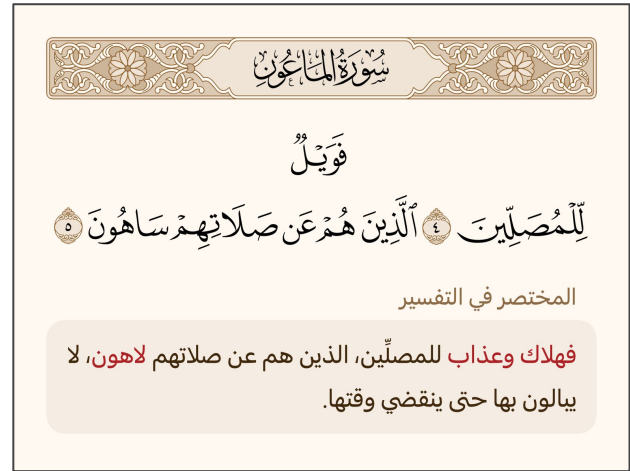 سُورَةُ المَاعُونِ
فَوَيْلٌ
لِّلْمُصَلِّينَ ٤ ٱلَّذِينَ هُمْ عَن صَلَاتِهِمْ سَاهُونَ ٥
المختصر في التفسير
فهلاك وعذاب للمصلِّين، الذين هم عن صلاتهم لاهون، لا
يبالون بها حتى ينقضي وقتها.